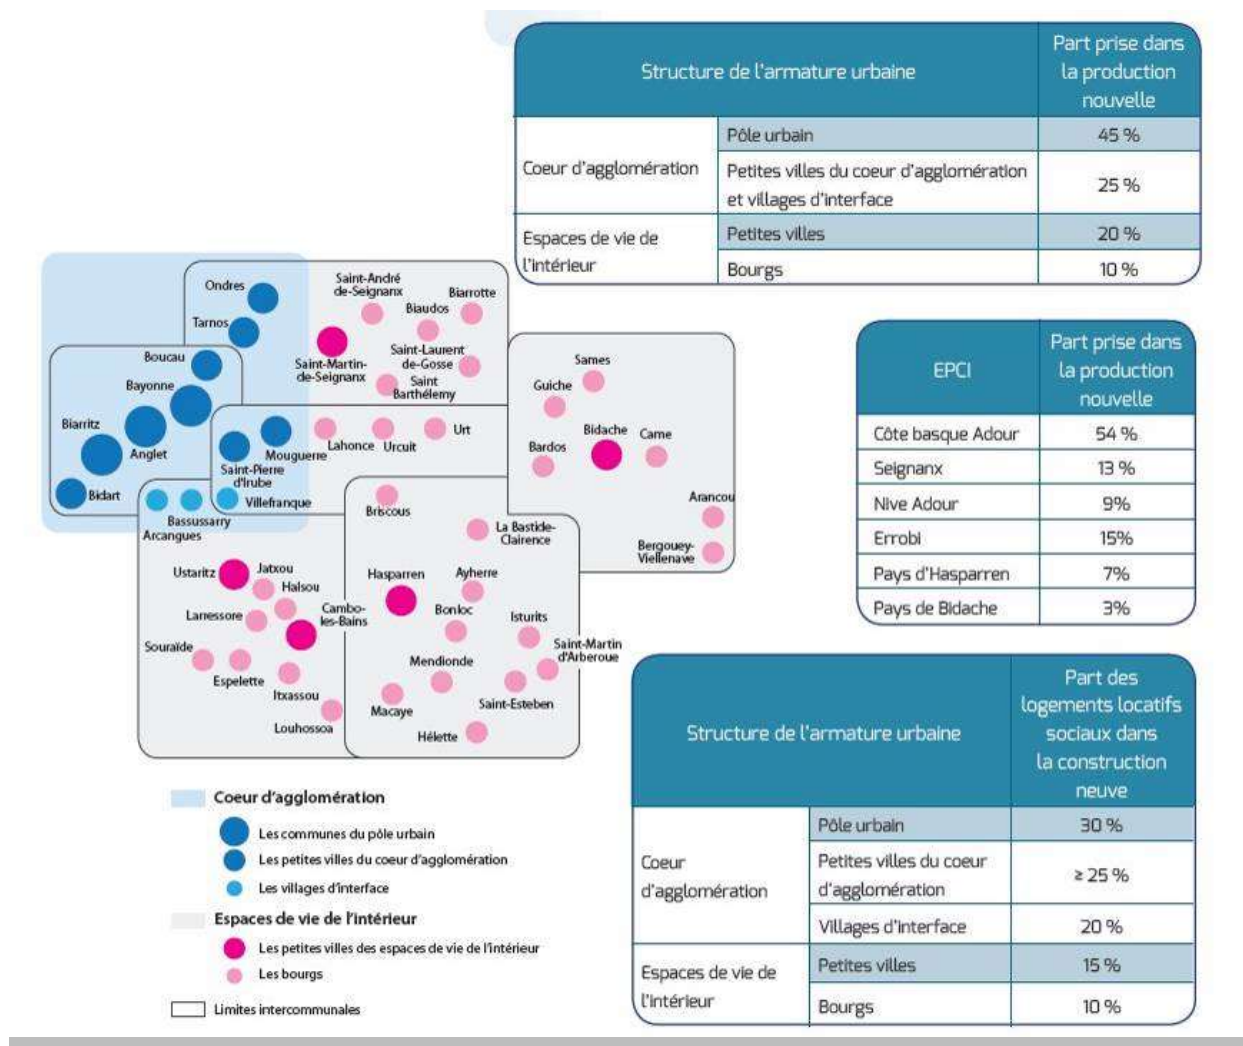 Structure de l'armature urbaine
Part prise dans
la production
nouvelle
Coeur d'agglomération
Pôle urbain
45 %
Petites villes du coeur d'agglomération
et villages d'interface
25 %
Espaces de vie de
l'intérieur
Petites villes
20 %
Bourgs
10 %
Ondres
Tarnos
Saint-André
de-Seignanx
Biarrotte
Biaudos
Saint-Martin-
de-Seignanx
Saint-Laurent
de-Gosse
Saint
Barthélemy
Boucau
Bayonne
Biarritz
Anglet
Bidart
Saint-Pierre
d'Irube
Mouguerre
Lahonce
Urcuit
Urt
Villefranque
Bassussarry
Arcangues
Sames
Guiche
Bidache
Came
Bardos
Arancou
Bergouey-
Viellenave
Briscous
La Bastide-
Clairence
Ustaritz
Jatxou
Halsou
Larressore
Cambo-
les-Bains
Souraïde
Espelette
Itxassou
Louhossoa
Hasparren
Ayherre
Bonloc
Isturits
Saint-Martin
d'Arberoue
Mendionde
Saint-Esteben
Macaye
Hélette
EPCI
Part prise dans
la production
nouvelle
Côte basque Adour
54 %
Seignanx
13 %
Nive Adour
9%
Errobi
15%
Pays d'Hasparren
7%
Pays de Bidache
3%
Structure de l'armature urbaine
Part des
logements locatifs
sociaux dans
la construction
neuve
Coeur
d'agglomération
Pôle urbain
30 %
Petites villes du coeur
d'agglomération
≥ 25 %
Villages d'interface
20 %
Espaces de vie de
l'intérieur
Petites villes
15 %
Bourgs
10 %
Coeur d'agglomération
Les communes du pôle urbain
Les petites villes du coeur d'agglomération
Les villages d'interface
Espaces de vie de l'intérieur
Les petites villes des espaces de vie de l'intérieur
Les bourgs
Limites intercommunales